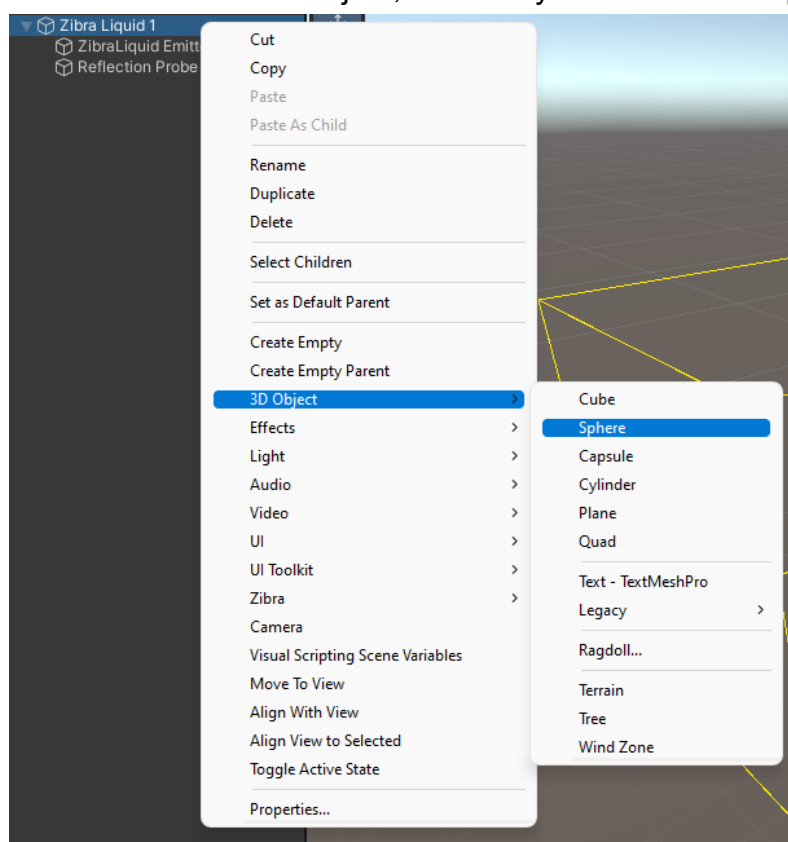 Zibra Liquid 1
ZibraLiquid Emitt
Reflection Probe
Cut
Copy
Paste
Paste As Child
Rename
Duplicate
Delete
Select Children
Set as Default Parent
Create Empty
Create Empty Parent
3D Object
Effects
Light
Audio
Video
UI
UI Toolkit
Zibra
Camera
Visual Scripting Scene Variables
Move To View
Align With View
Align View to Selected
Toggle Active State
Properties...
Cube
Sphere
Capsule
Cylinder
Plane
Quad
Text - TextMeshPro
Legacy
Ragdoll...
Terrain
Tree
Wind Zone